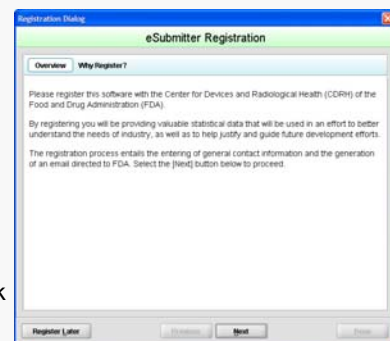 Registration Dialog
eSubmitter Registration
Overview Why Register?
Please register this software with the Center for Devices and Radiological Health (CDRH) of the
Food and Drug Administration (FDA).
By registering you will be providing valuable statistical data that will be used in an effort to better
understand the needs of industry, as well as to help justify and guide future development efforts.
The registration process entails the entering of general contact information and the generation
of an email directed to FDA. Select the [Next] button below to proceed.
k
Register Later Previous Next